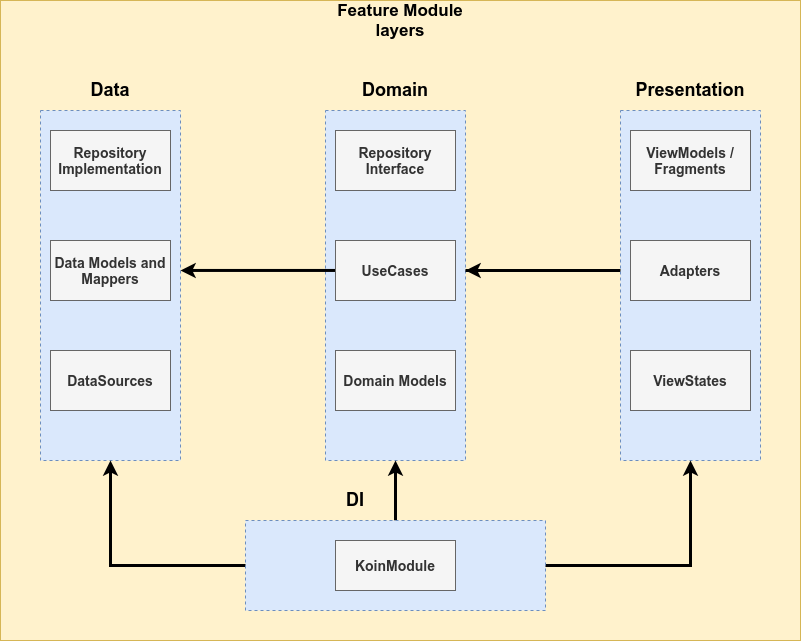 Feature Module
layers
Data
Domain
Presentation
Repository
Implementation
Repository
Interface
ViewModels /
Fragments
Data Models and
Mappers
UseCases
Adapters
DataSources
Domain Models
ViewStates
DI
KoinModule